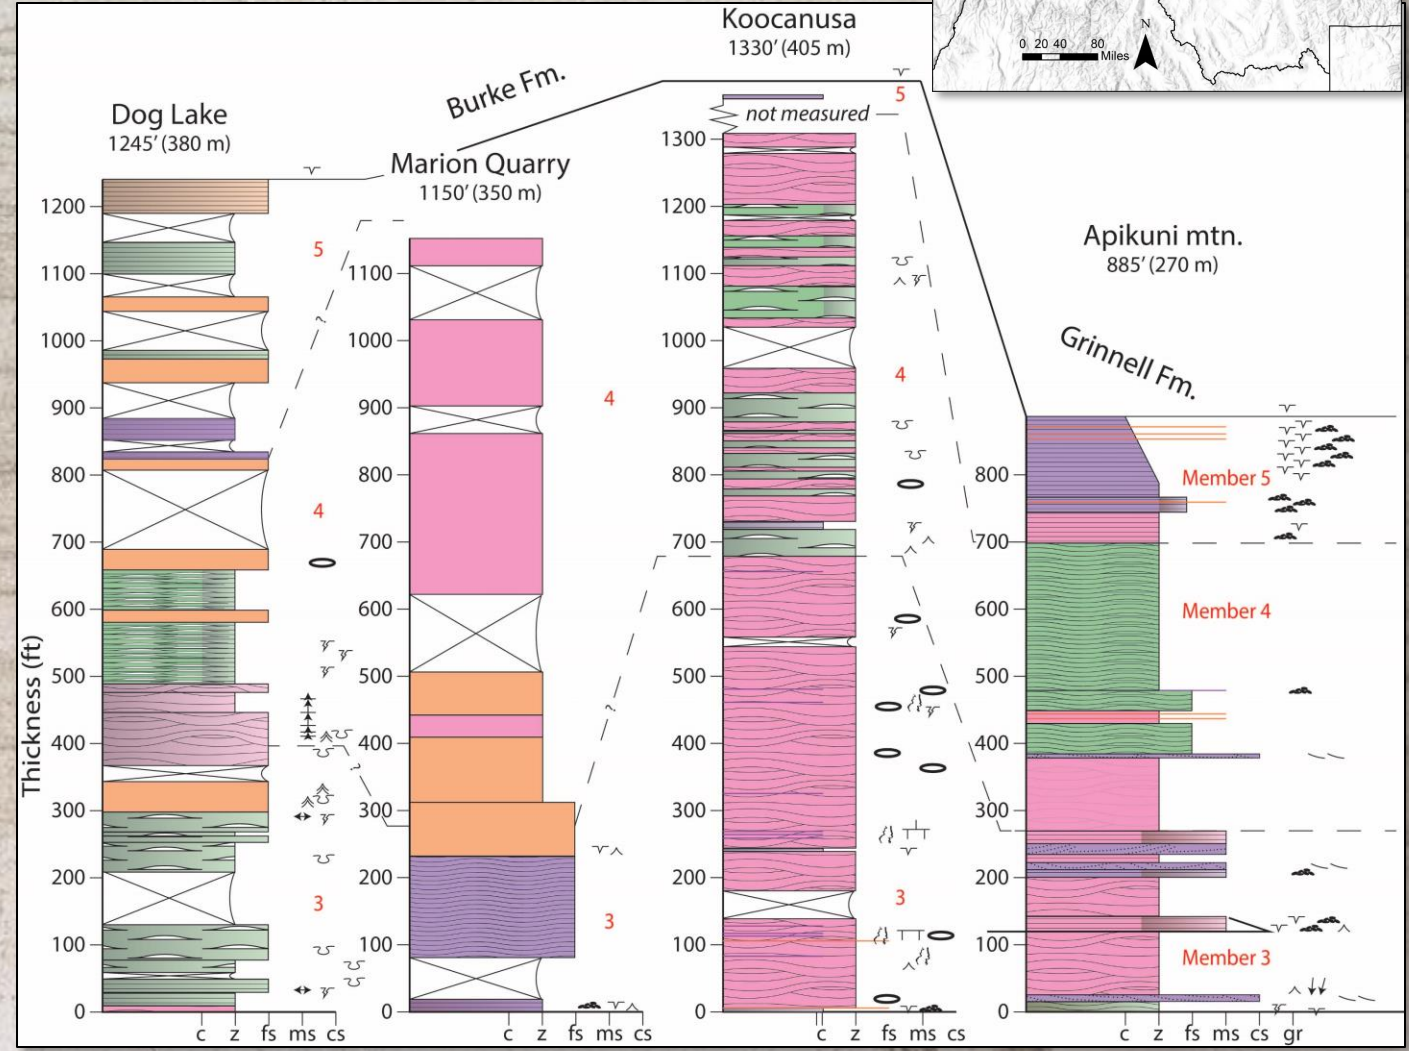 Koocanusa
1330' (405 m)
N
0 20 40 80
Miles
Burke Fm.
Dog Lake
1245' (380 m)
Marion Quarry
1150' (350 m)
Apikuni mtn.
885' (270 m)
Grinnell Fm.
Thickness (ft)
1200
1100
1000
900
800
700
600
500
400
300
200
100
0
5
4
3
c z fs ms cs
?
1100
1000
900
800
700
600
500
400
300
200
100
0
4
3
c z fs ms cs
?
?
5
not measured
1300
1200
1100
1000
900
800
700
600
500
400
300
200
100
0
4
3
c z fs ms cs
800
700
600
500
400
300
200
100
0
Member 5
Member 4
Member 3
c z fs ms cs gr